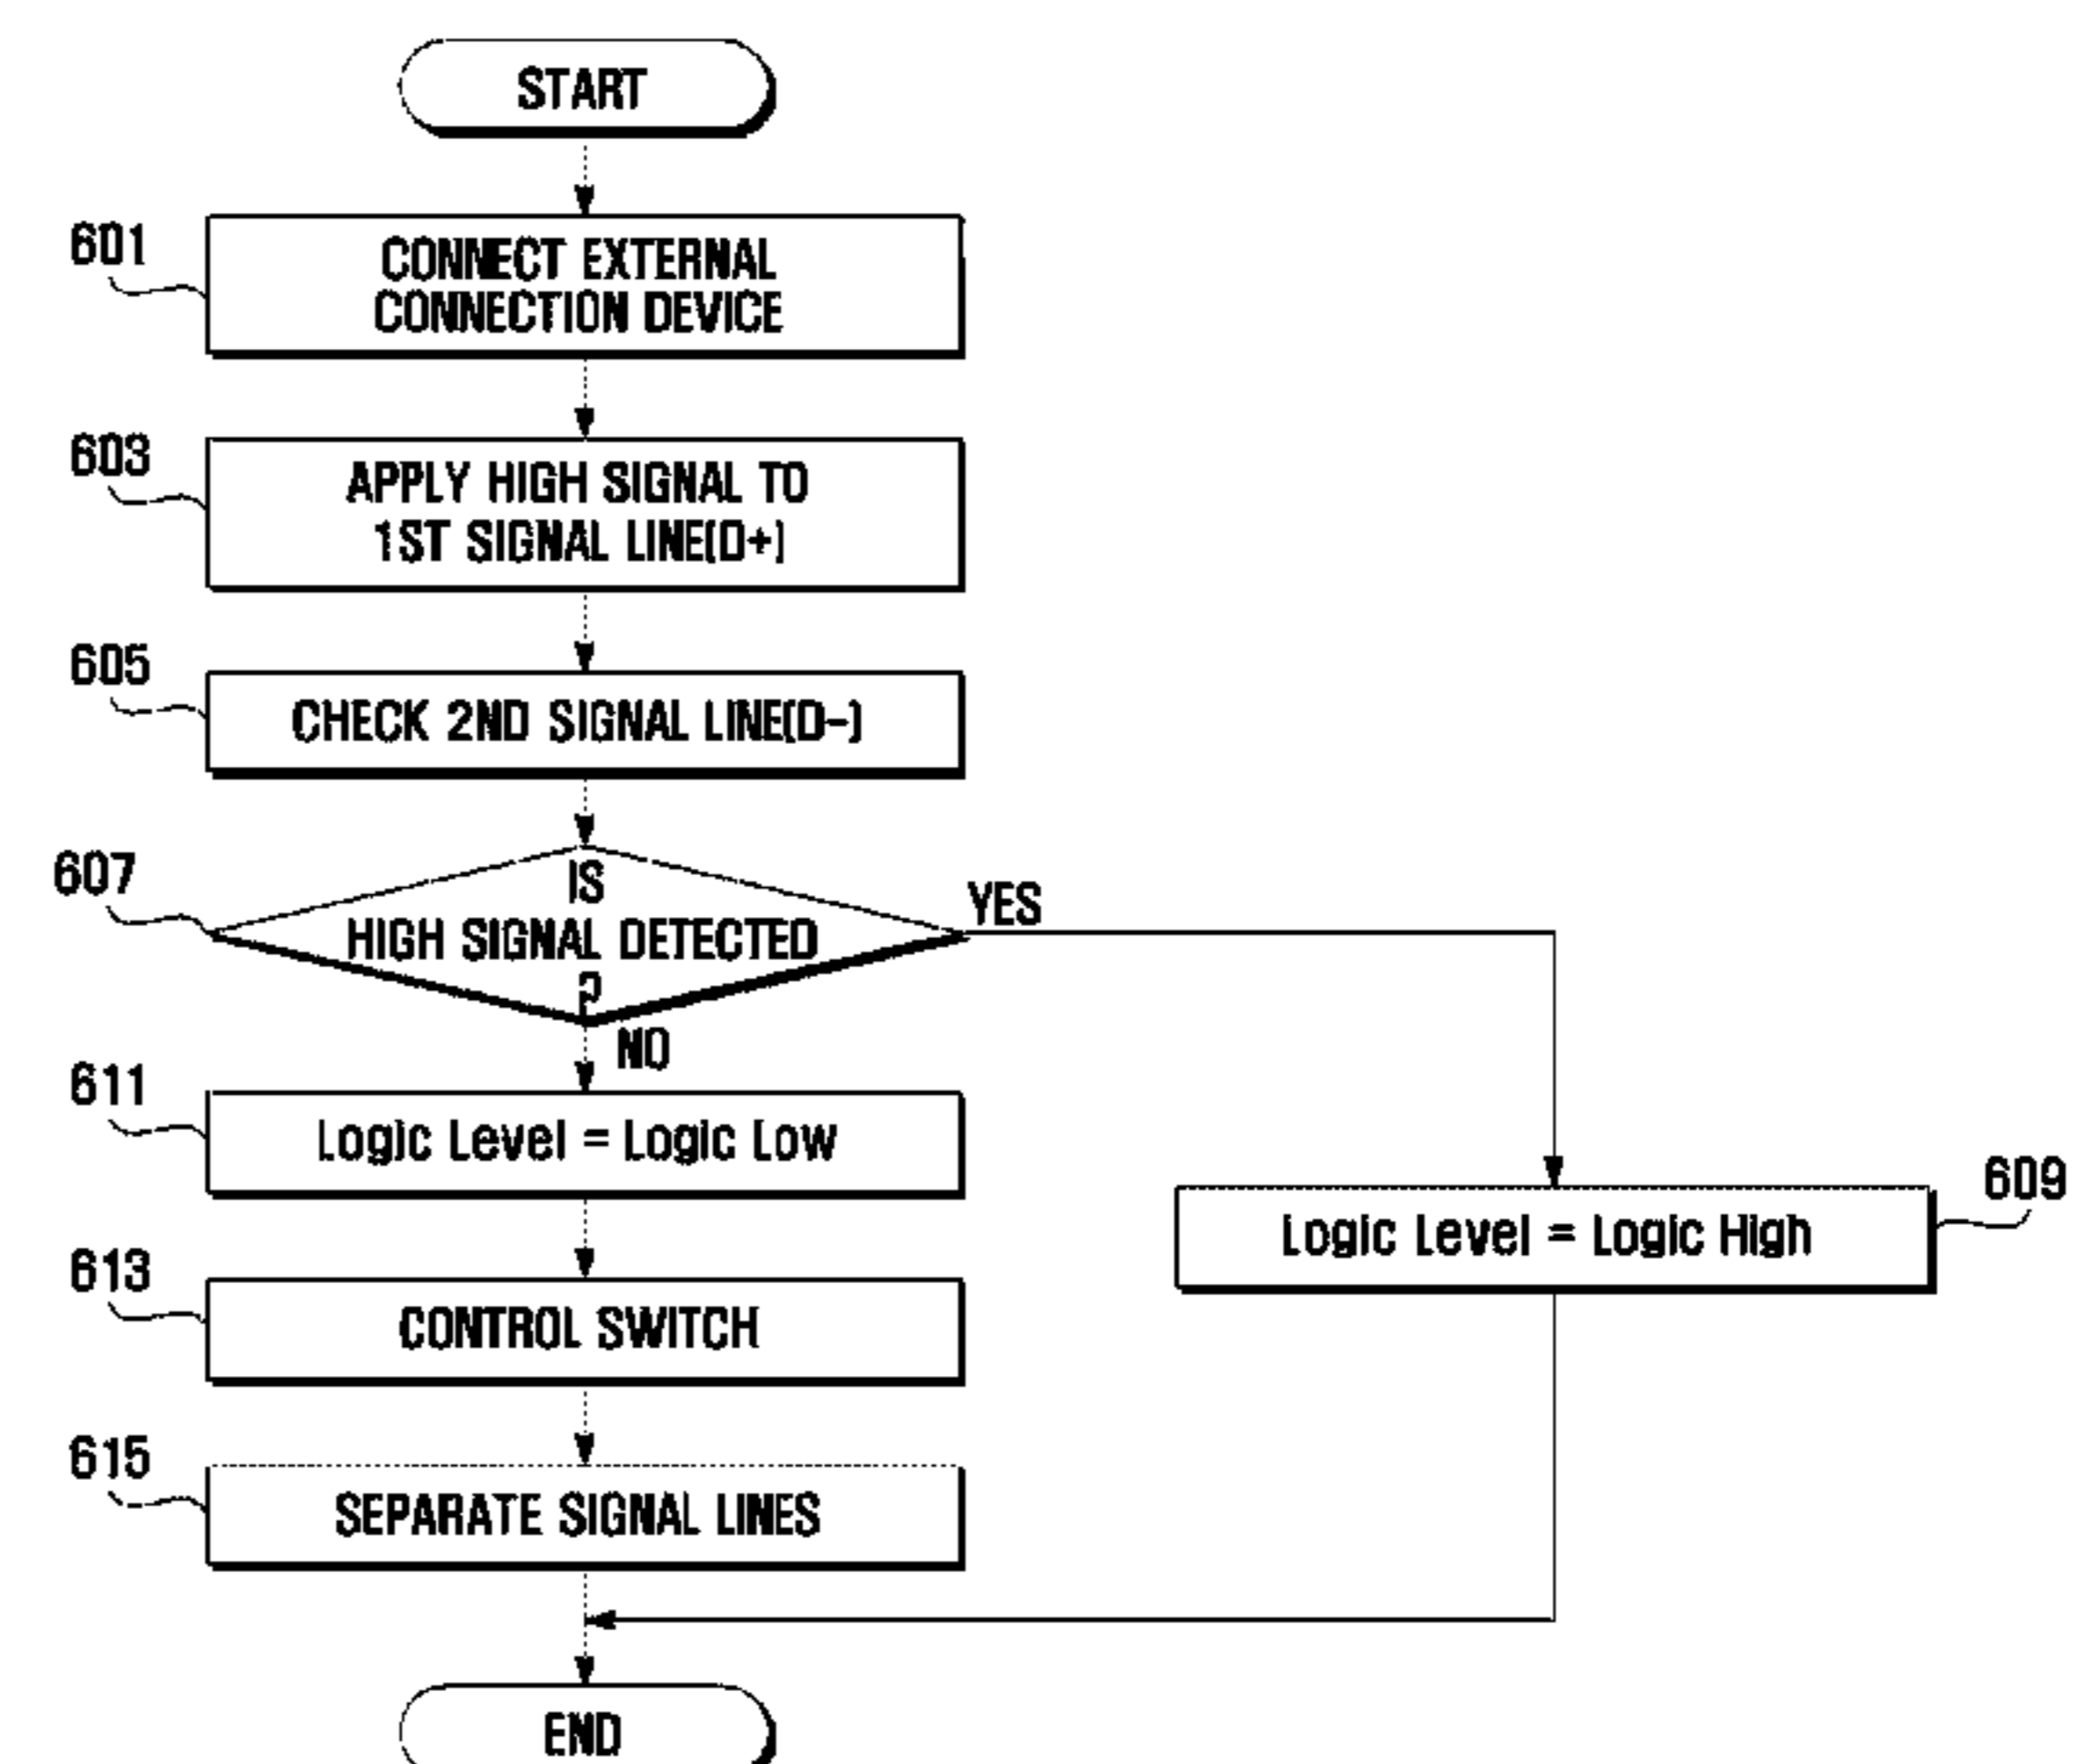 START
601
CONNECT EXTERNAL
CONNECTION DEVICE
603
APPLY HIGH SIGNAL TO
1ST SIGNAL LINE(D+)
605
CHECK 2ND SIGNAL LINE(D-)
607
IS
HIGH SIGNAL DETECTED
?
YES
NO
611
Logic Level = Logic Low
609
Logic Level = Logic High
613
CONTROL SWITCH
615
SEPARATE SIGNAL LINES
END